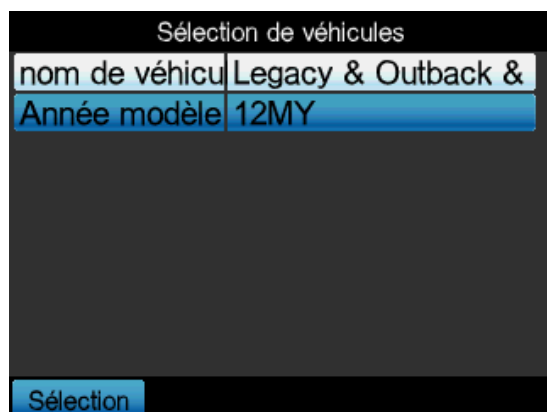 Sélection de véhicules
nom de véhicu Legacy & Outback &
Année modèle 12MY
Sélection